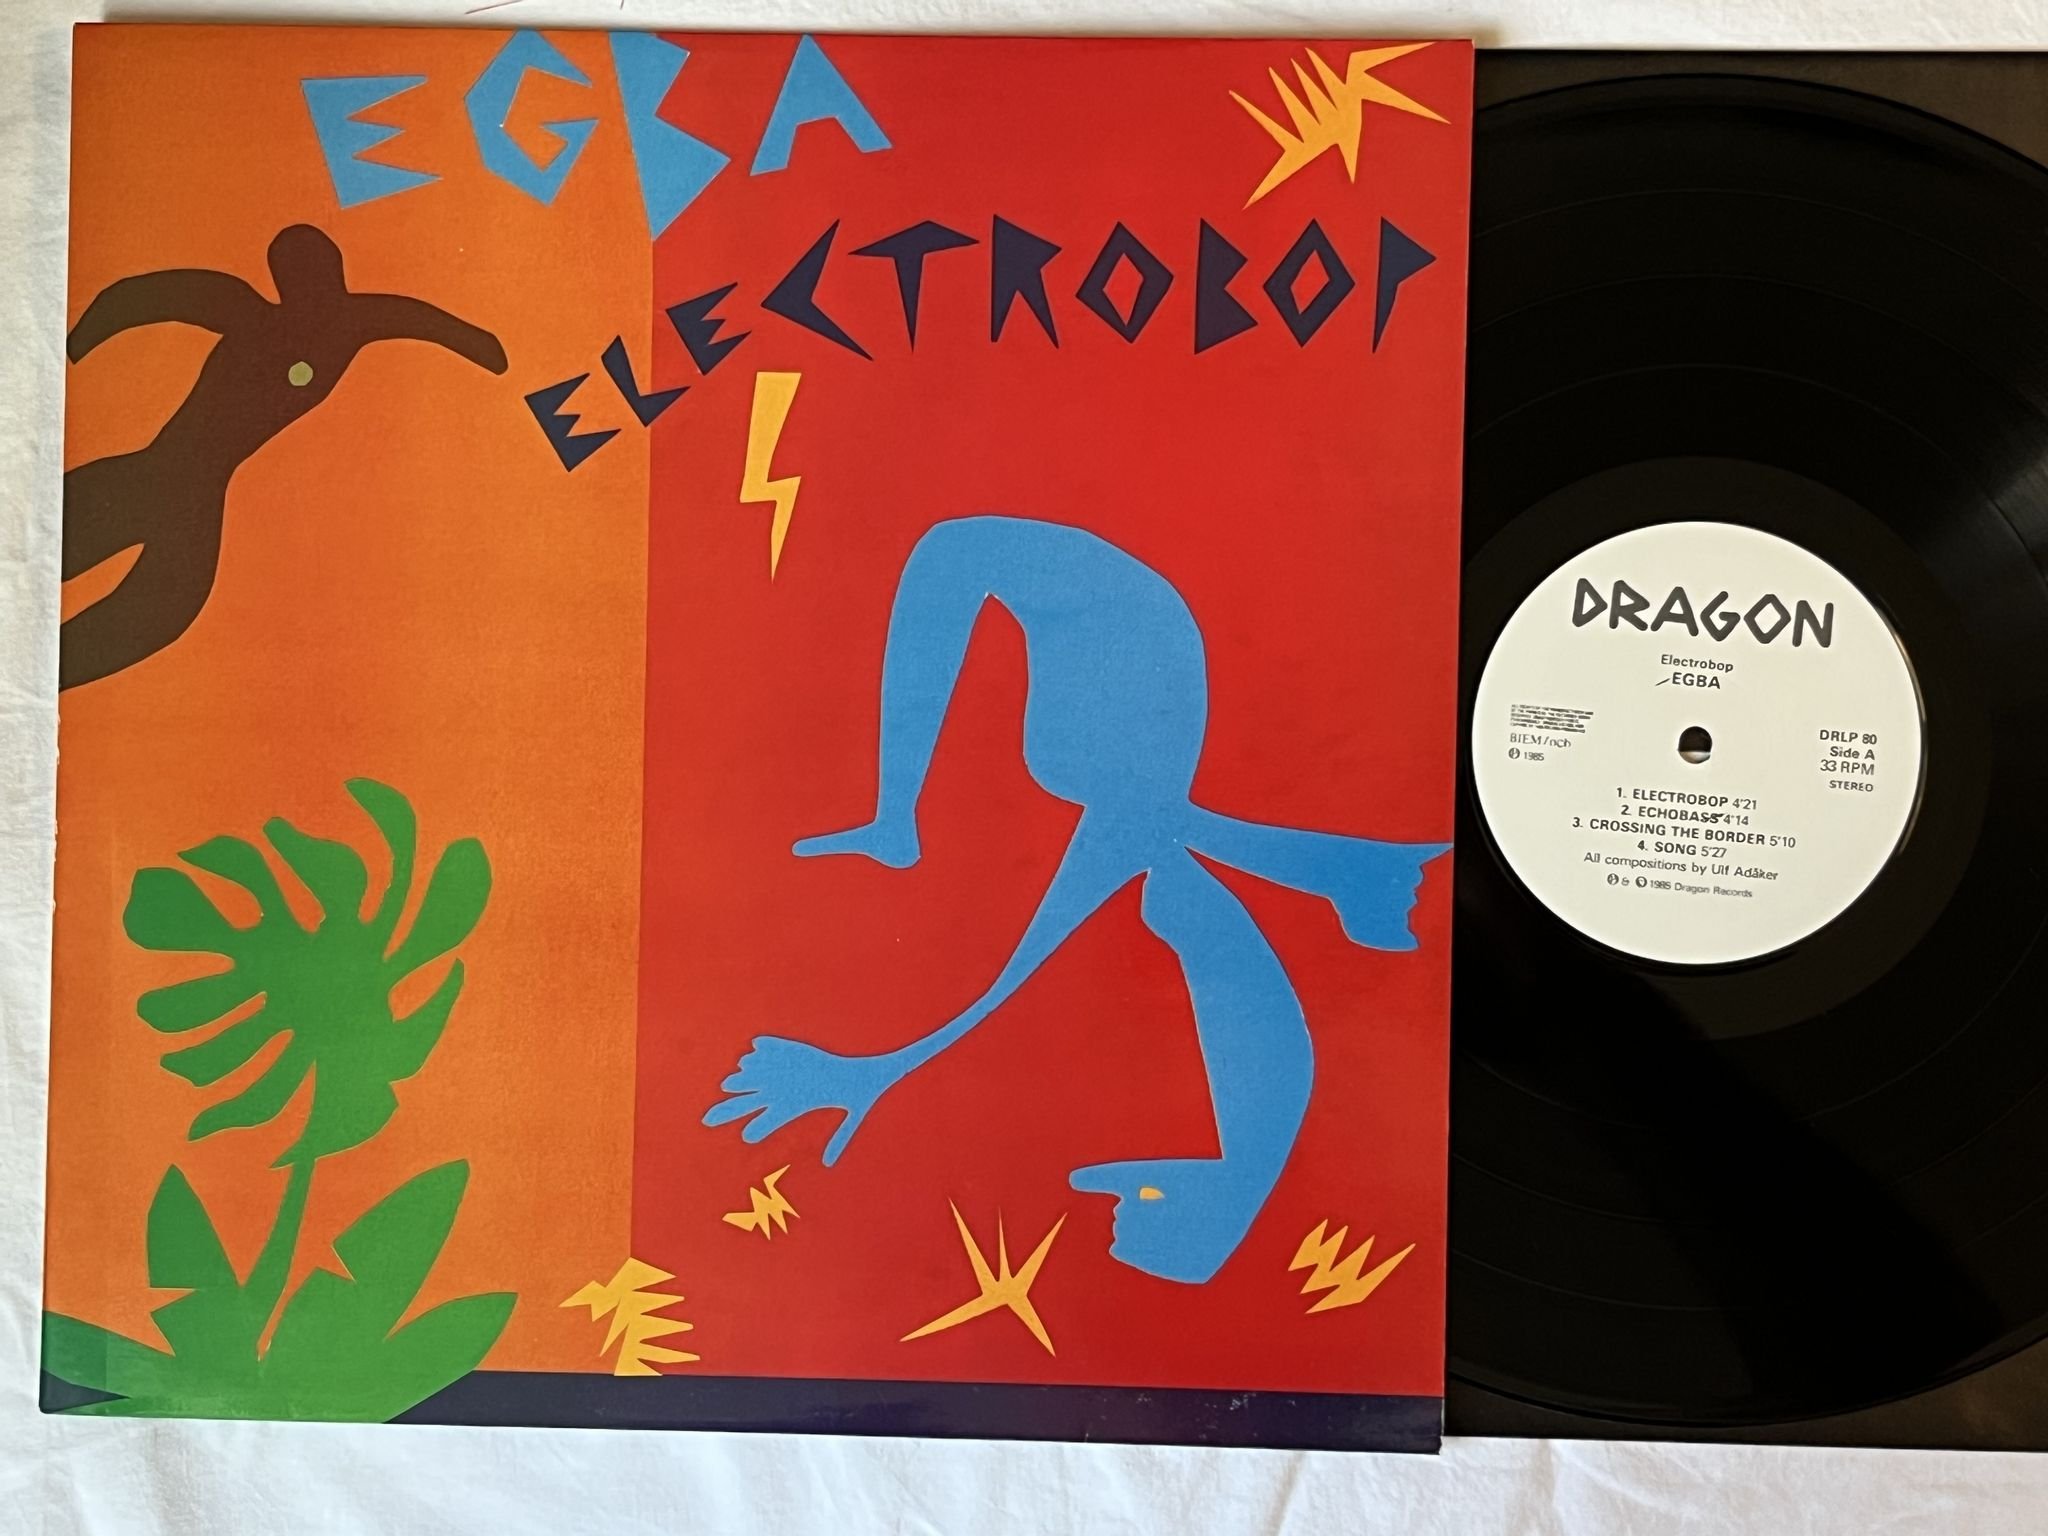 EGBA
ELECTROBOP
DRAGON
Electrobop
EGBA
BIEM/ncb
Ⓟ 1985
DRLP 80
Side A
33 RPM
STEREO
1. ELECTROBOP 4'21
2. ECHOBASS 4'14
3. CROSSING THE BORDER 5'10
4. SONG 5'27
All compositions by Ulf Adåker
Ⓟ & © 1985 Dragon Records